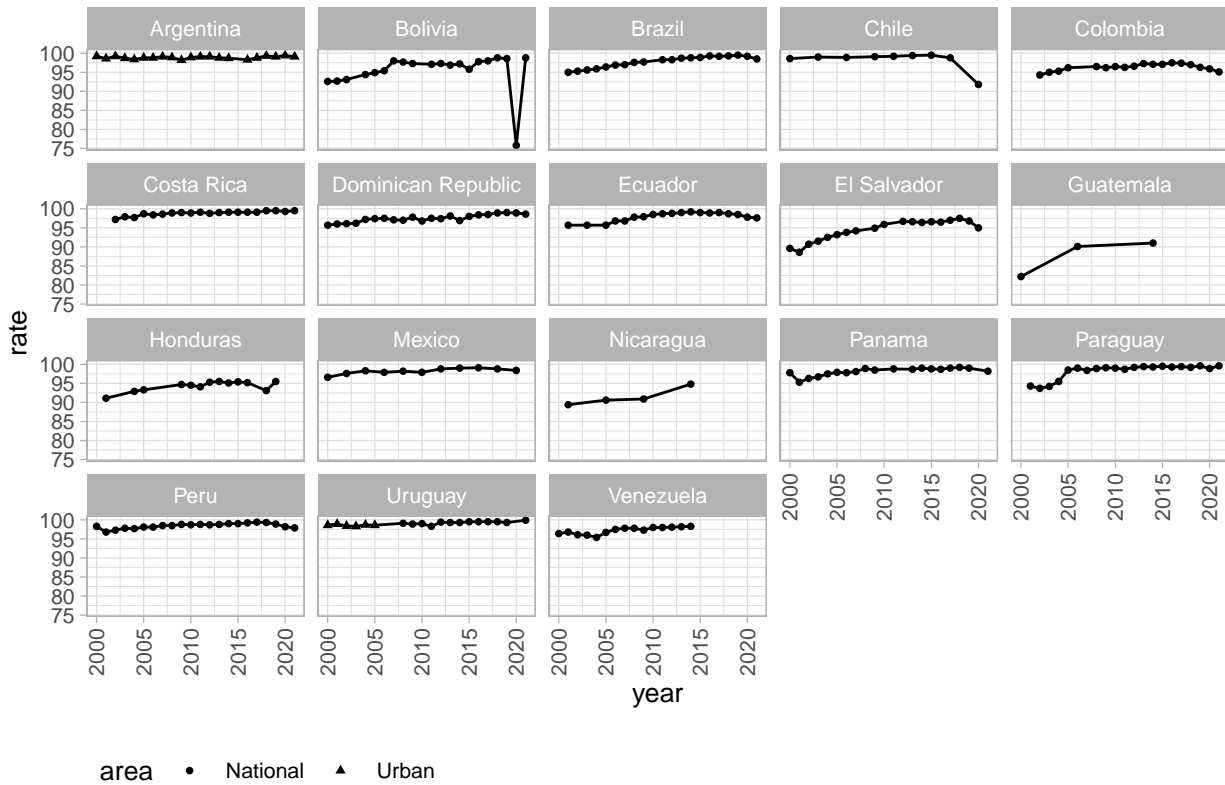 Argentina Bolivia Brazil Chile Colombia
100
95
90
85
80
75
Costa Rica Dominican Republic Ecuador El Salvador Guatemala
100
95
90
85
80
75
rate
Honduras Mexico Nicaragua Panama Paraguay
100
95
90
85
80
75
2000 2005 2010 2015 2020 2000 2005 2010 2015 2020
Peru Uruguay Venezuela
100
95
90
85
80
75
2000 2005 2010 2015 2020 2000 2005 2010 2015 2020 2000 2005 2010 2015 2020
year
area National Urban